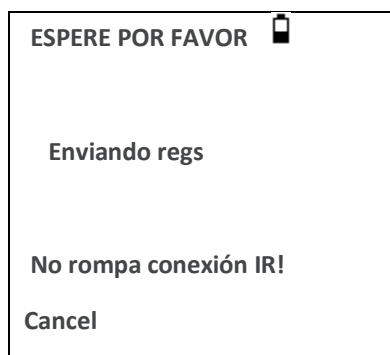 ESPERE POR FAVOR
Enviando regs
No rompa conexión IR!
Cancel